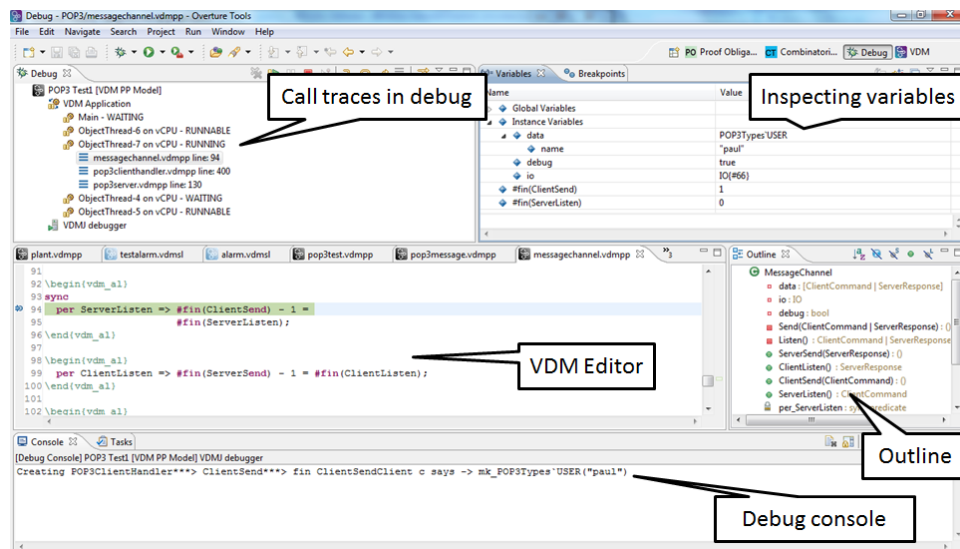 Debug - POP3/messagechannel.vdmpp - Overture Tools
File Edit Navigate Search Project Run Window Help
PO Proof Obliga... CT Combinatori... Debug VDM
Debug
POP3 Test1 [VDM PP Model]
VDM Application
Main - WAITING
ObjectThread-6 on vCPU - RUNNABLE
ObjectThread-7 on vCPU - RUNNING
messagechannel.vdmpp line: 94
pop3clienthandler.vdmpp line: 400
pop3server.vdmpp line: 130
ObjectThread-4 on vCPU - WAITING
ObjectThread-5 on vCPU - RUNNABLE
VDMJ debugger
Call traces in debug
Variables Breakpoints
Name Value
Global Variables
Instance Variables
data POP3Types`USER
name "paul"
debug true
io IO{#66}
#fin(ClientSend) 1
#fin(ServerListen) 0
Inspecting variables
plant.vdmpp testalarm.vdmsl alarm.vdmsl pop3test.vdmpp pop3message.vdmpp messagechannel.vdmpp »3
91
92 \begin{vdm_al}
93 sync
94 per ServerListen => #fin(ClientSend) - 1 =
95 #fin(ServerListen);
96 \end{vdm_al}
97
98 \begin{vdm_al}
99 per ClientListen => #fin(ServerSend) - 1 = #fin(ClientListen);
100 \end{vdm_al}
101
102 \begin{vdm_al}
VDM Editor
Outline
MessageChannel
data : [ClientCommand | ServerResponse]
io : IO
debug : bool
Send(ClientCommand | ServerResponse) : ()
Listen() : ClientCommand | ServerResponse
ServerSend(ServerResponse) : ()
ClientListen() : ServerResponse
ClientSend(ClientCommand) : ()
ServerListen() : ClientCommand
per_ServerListen : sync predicate
Outline
Console Tasks
[Debug Console] POP3 Test1 [VDM PP Model] VDMJ debugger
Creating POP3ClientHandler***> ClientSend***> fin ClientSendClient c says -> mk_POP3Types`USER("paul")
Debug console